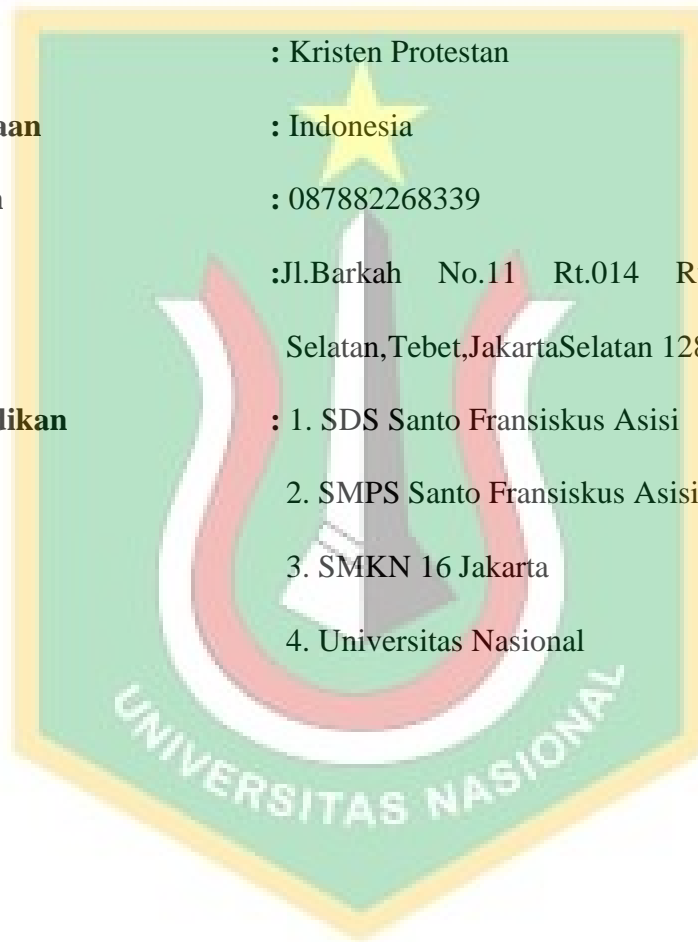 : Kristen Protestan
aan : Indonesia
: 087882268339
:Jl.Barkah No.11 Rt.014 R
Selatan,Tebet,JakartaSelatan 128
dikan : 1. SDS Santo Fransiskus Asisi
2. SMPS Santo Fransiskus Asisi
3. SMKN 16 Jakarta
4. Universitas Nasional
UNIVERSITAS NASIONAL